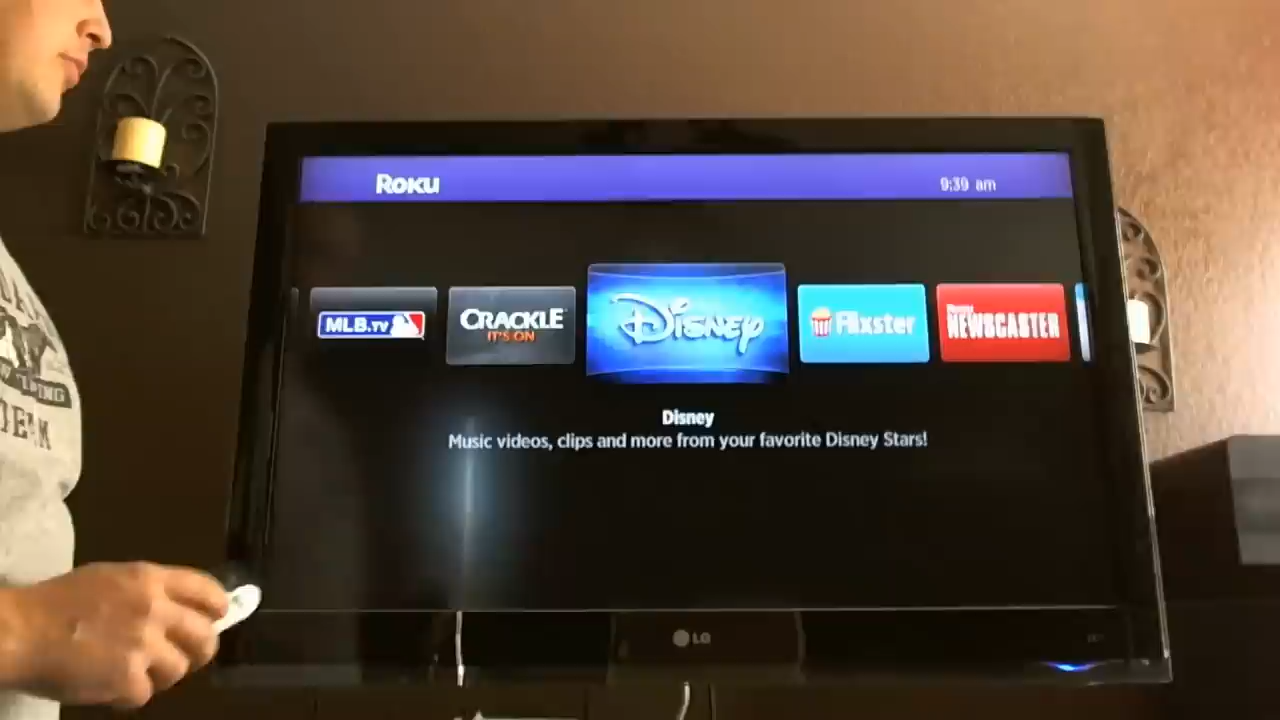 Roku
9:39 am
MLB.TV
CRACKLE
IT'S ON
Disney
Flixster
NEWSCASTER
Disney
Music videos, clips and more from your favorite Disney Stars!
LG